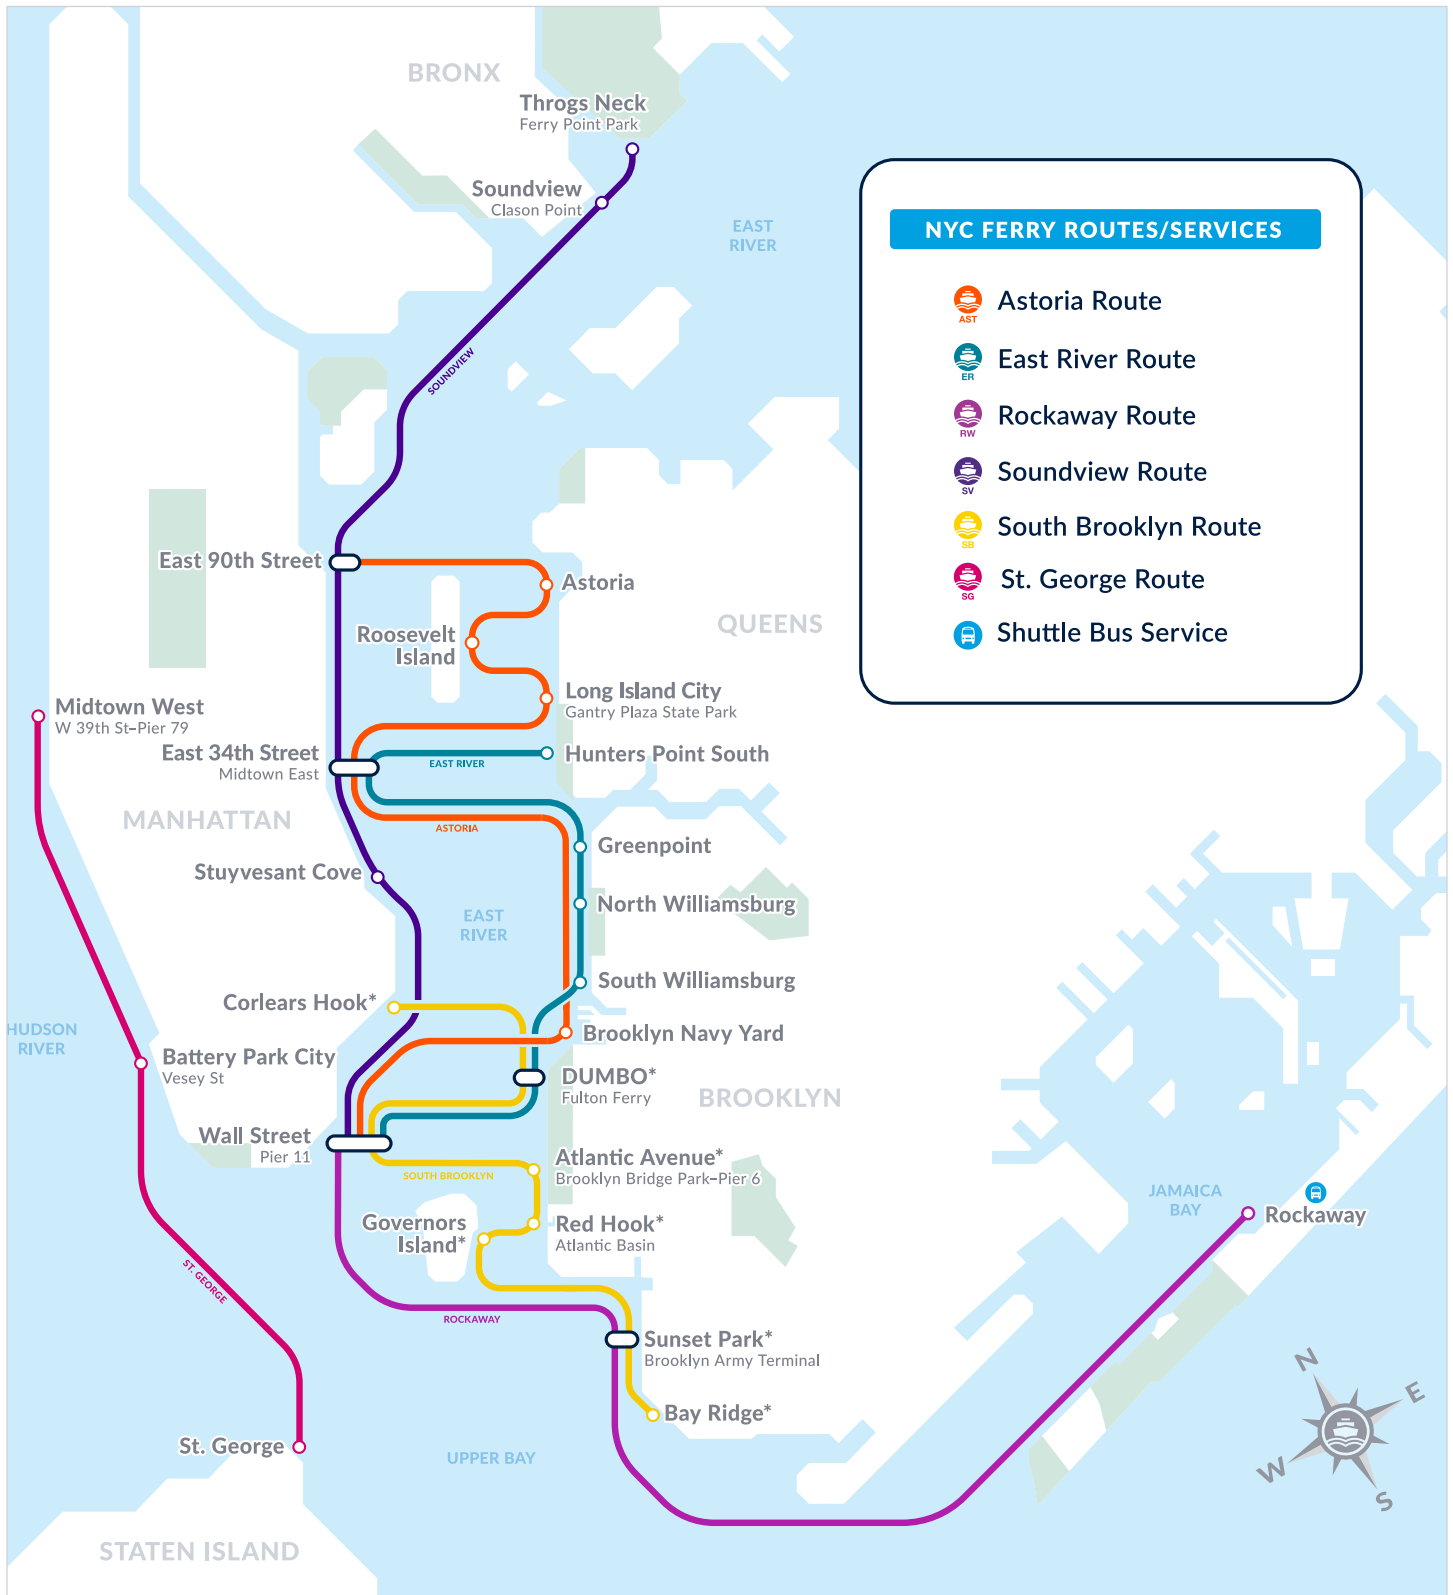 BRONX
Throgs Neck
Ferry Point Park
Soundview
Clason Point
EAST
RIVER
NYC FERRY ROUTES/SERVICES
AST
Astoria Route
ER
East River Route
RW
Rockaway Route
SV
Soundview Route
SB
South Brooklyn Route
SG
St. George Route
Shuttle Bus Service
SOUNDVIEW
East 90th Street
Astoria
Roosevelt
Island
QUEENS
Long Island City
Gantry Plaza State Park
Midtown West
W 39th St–Pier 79
East 34th Street
Midtown East
EAST RIVER
Hunters Point South
MANHATTAN
ASTORIA
Greenpoint
Stuyvesant Cove
North Williamsburg
EAST
RIVER
South Williamsburg
Corlears Hook*
HUDSON
RIVER
Brooklyn Navy Yard
Battery Park City
Vesey St
DUMBO*
Fulton Ferry
BROOKLYN
Wall Street
Pier 11
Atlantic Avenue*
Brooklyn Bridge Park–Pier 6
SOUTH BROOKLYN
JAMAICA
BAY
Rockaway
Governors
Island*
Red Hook*
Atlantic Basin
ST. GEORGE
ROCKAWAY
Sunset Park*
Brooklyn Army Terminal
Bay Ridge*
N
E
W
S
St. George
UPPER BAY
STATEN ISLAND